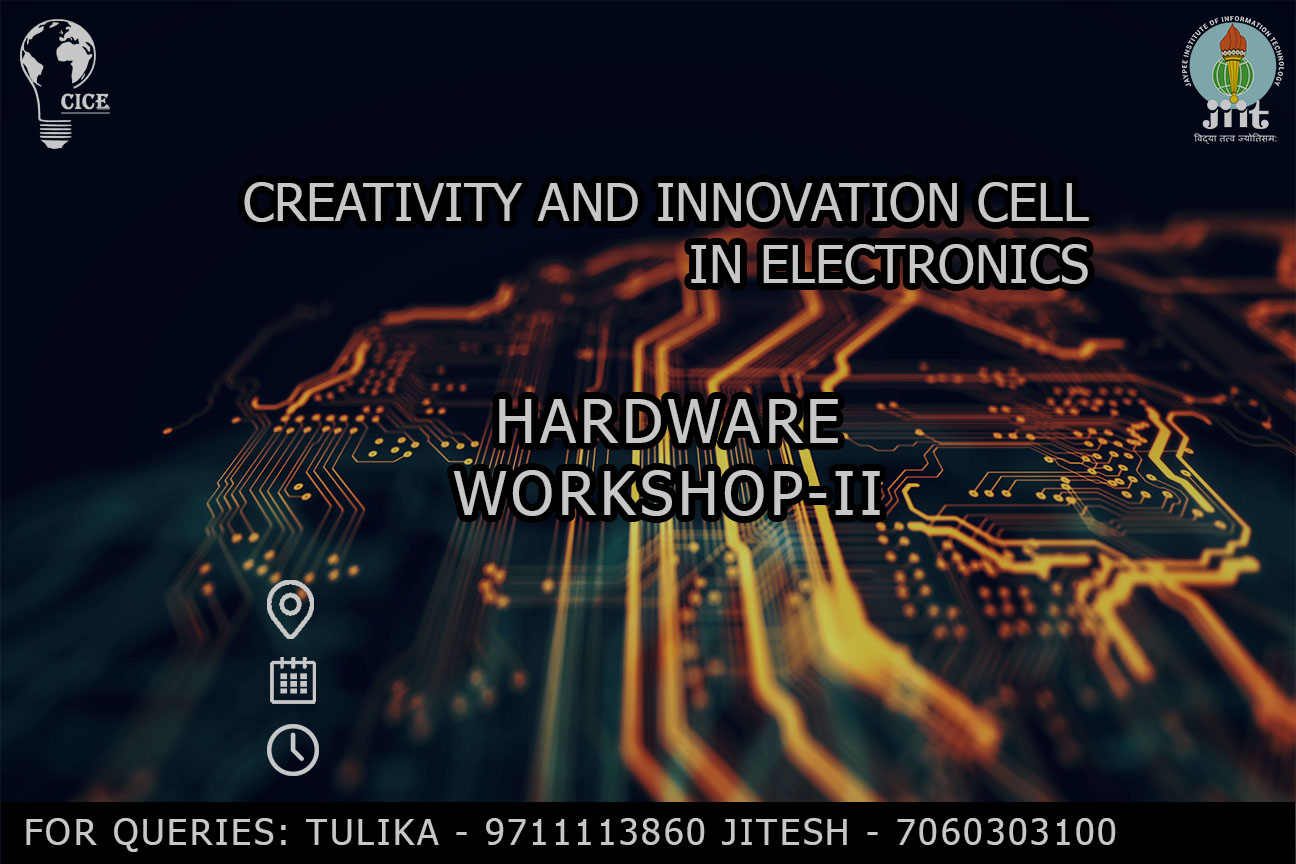 CICE
JAYPEE INSTITUTE OF INFORMATION TECHNOLOGY
jiit
विद्या तत्व ज्योतिसम:
CREATIVITY AND INNOVATION CELL
IN ELECTRONICS
HARDWARE
WORKSHOP-II
FOR QUERIES: TULIKA - 9711113860 JITESH - 7060303100